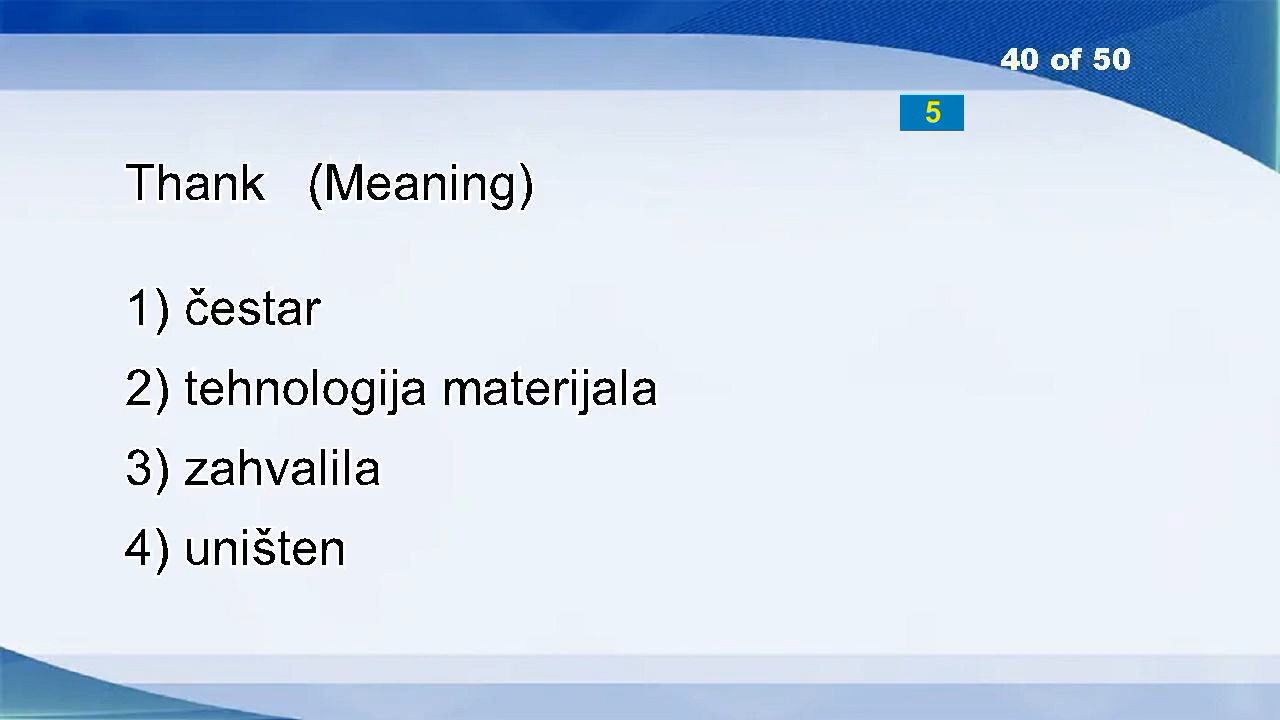 40 of 50
5
Thank (Meaning)
1) čestar
2) tehnologija materijala
3) zahvalila
4) uništen